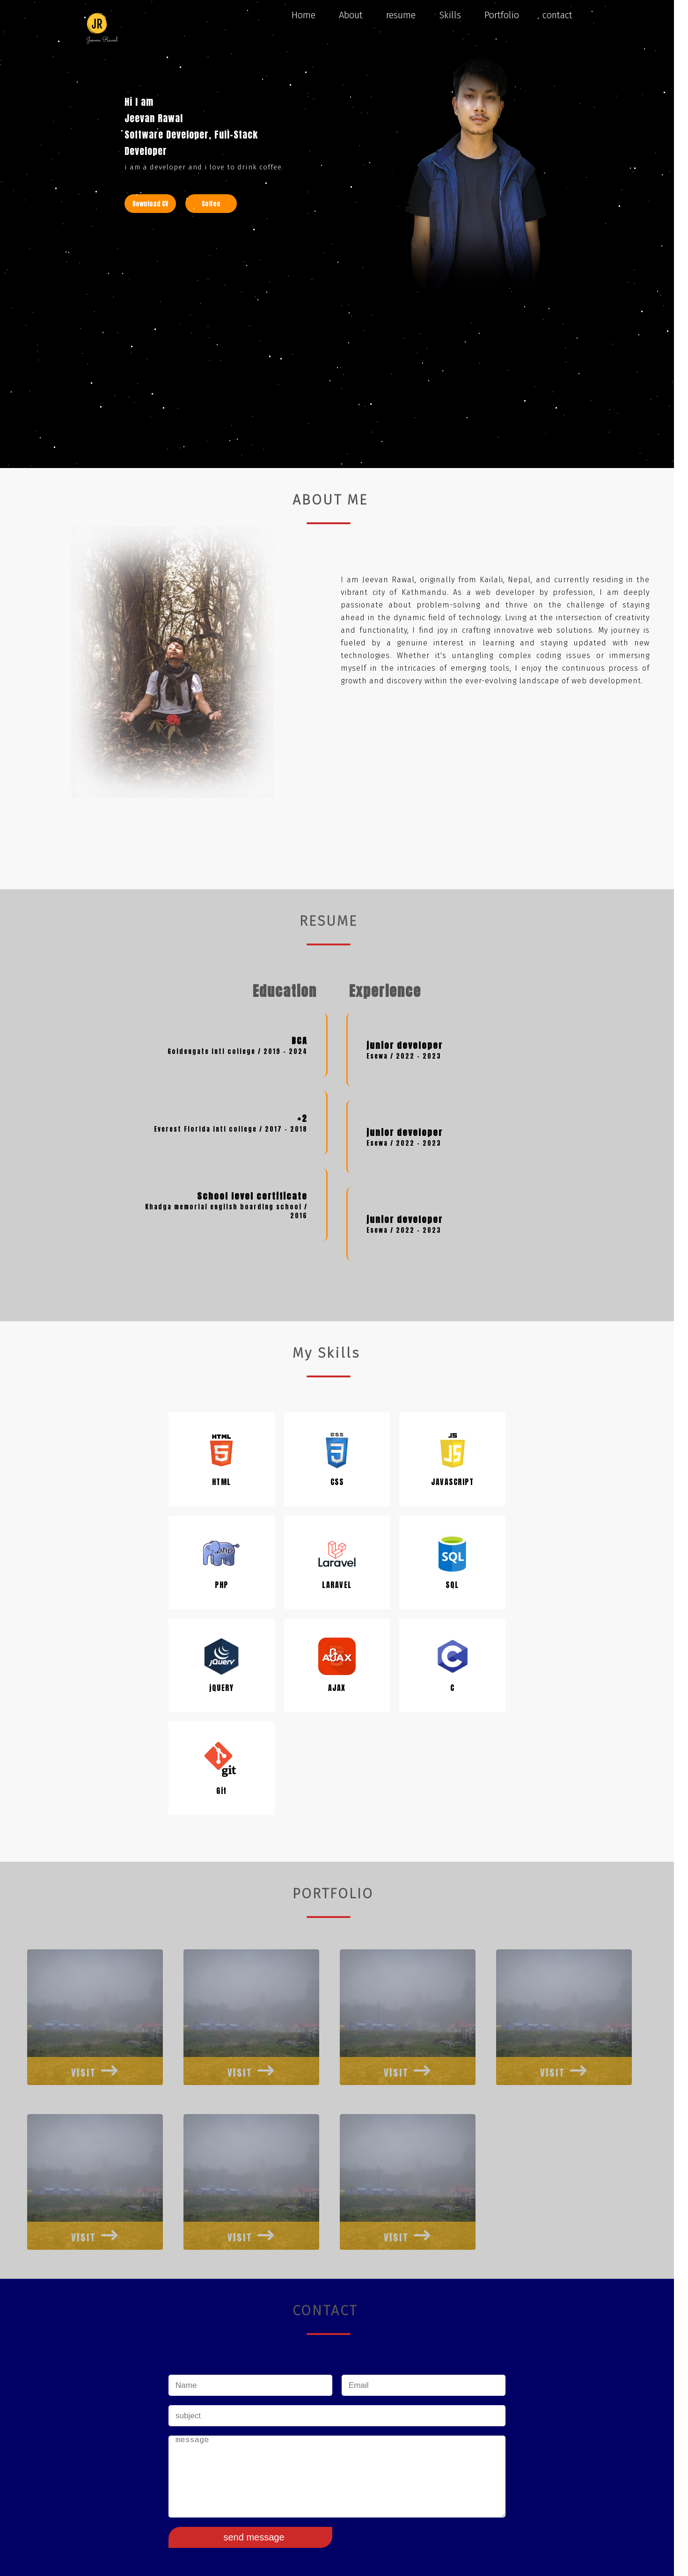 JR
Jeevan Rawal
Home About resume Skills Portfolio contact
Hi I am
Jeevan Rawal
Software Developer, Full-Stack
Developer
i am a developer and i love to drink coffee.
Download CV
Coffee
ABOUT ME
I am Jeevan Rawal, originally from Kailali, Nepal, and currently residing in the
vibrant city of Kathmandu. As a web developer by profession, I am deeply
passionate about problem-solving and thrive on the challenge of staying
ahead in the dynamic field of technology. Living at the intersection of creativity
and functionality, I find joy in crafting innovative web solutions. My journey is
fueled by a genuine interest in learning and staying updated with new
technologies. Whether it's untangling complex coding issues or immersing
myself in the intricacies of emerging tools, I enjoy the continuous process of
growth and discovery within the ever-evolving landscape of web development.
RESUME
Education
BCA
Goldengate intl college / 2019 - 2024
+2
Everest Florida intl college / 2017 - 2018
School level certificate
Khadga memorial english boarding school /
2016
Experience
junior developer
Esewa / 2022 - 2023
junior developer
Esewa / 2022 - 2023
junior developer
Esewa / 2022 - 2023
My Skills
HTML
5
HTML
CSS
3
CSS
JS
JS
JAVASCRIPT
php
PHP
Laravel
LARAVEL
SQL
SQL
jQuery
jQUERY
AJAX
AJAX
C
C
git
Git
PORTFOLIO
VISIT →
VISIT →
VISIT →
VISIT →
VISIT →
VISIT →
VISIT →
CONTACT
Name
Email
subject
message
send message